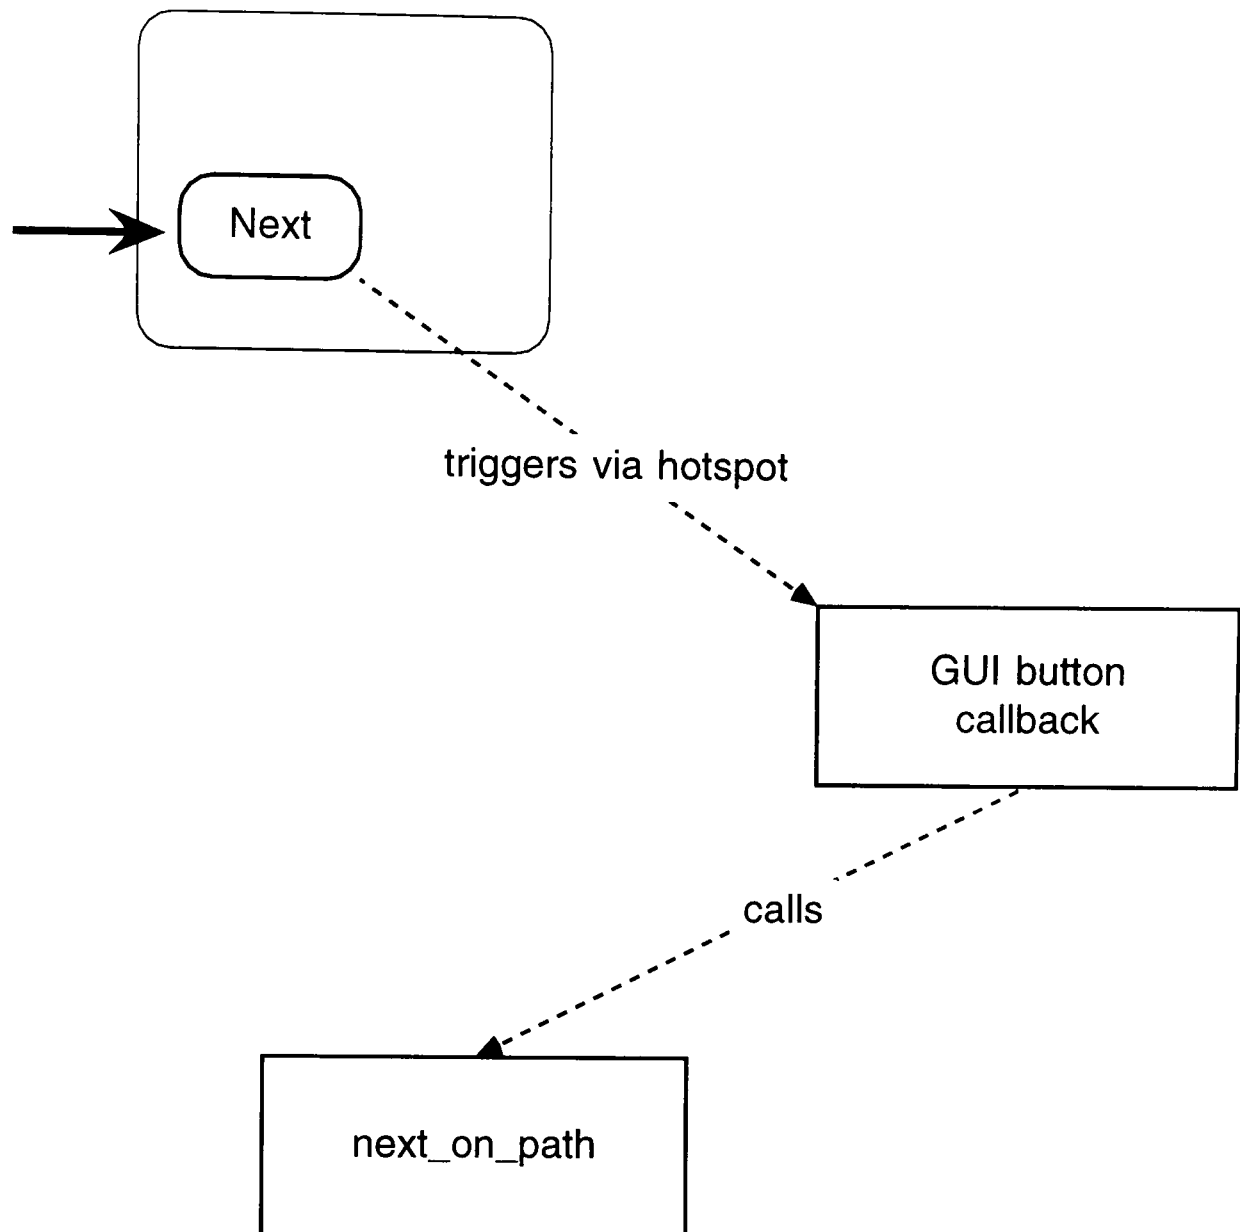 Next
triggers via hotspot
GUI button
callback
calls
next_on_path